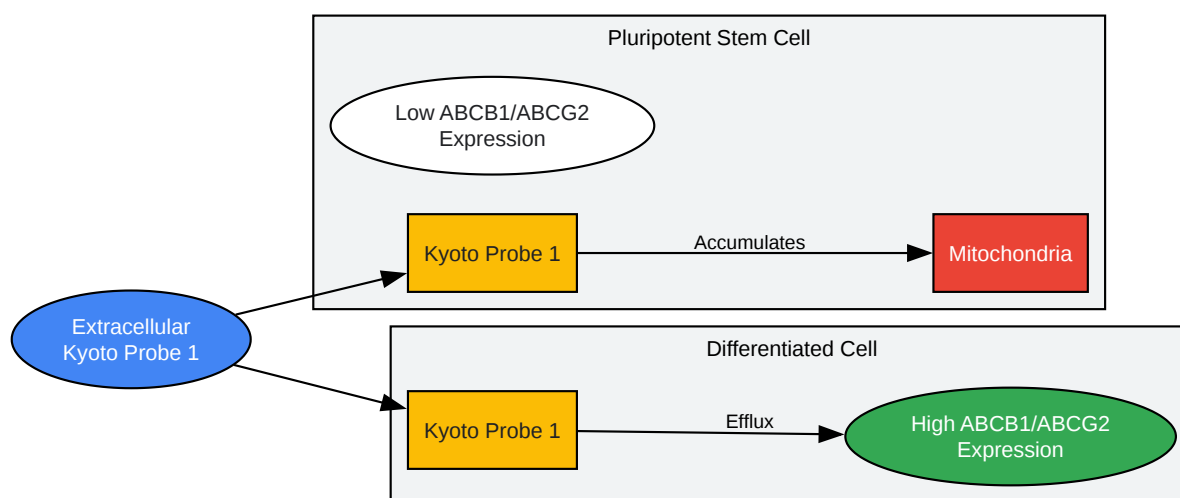 Pluripotent Stem Cell
Low ABCB1/ABCG2
Expression
Kyoto Probe 1
Accumulates
Mitochondria
Extracellular
Kyoto Probe 1
Differentiated Cell
Kyoto Probe 1
Efflux
High ABCB1/ABCG2
Expression